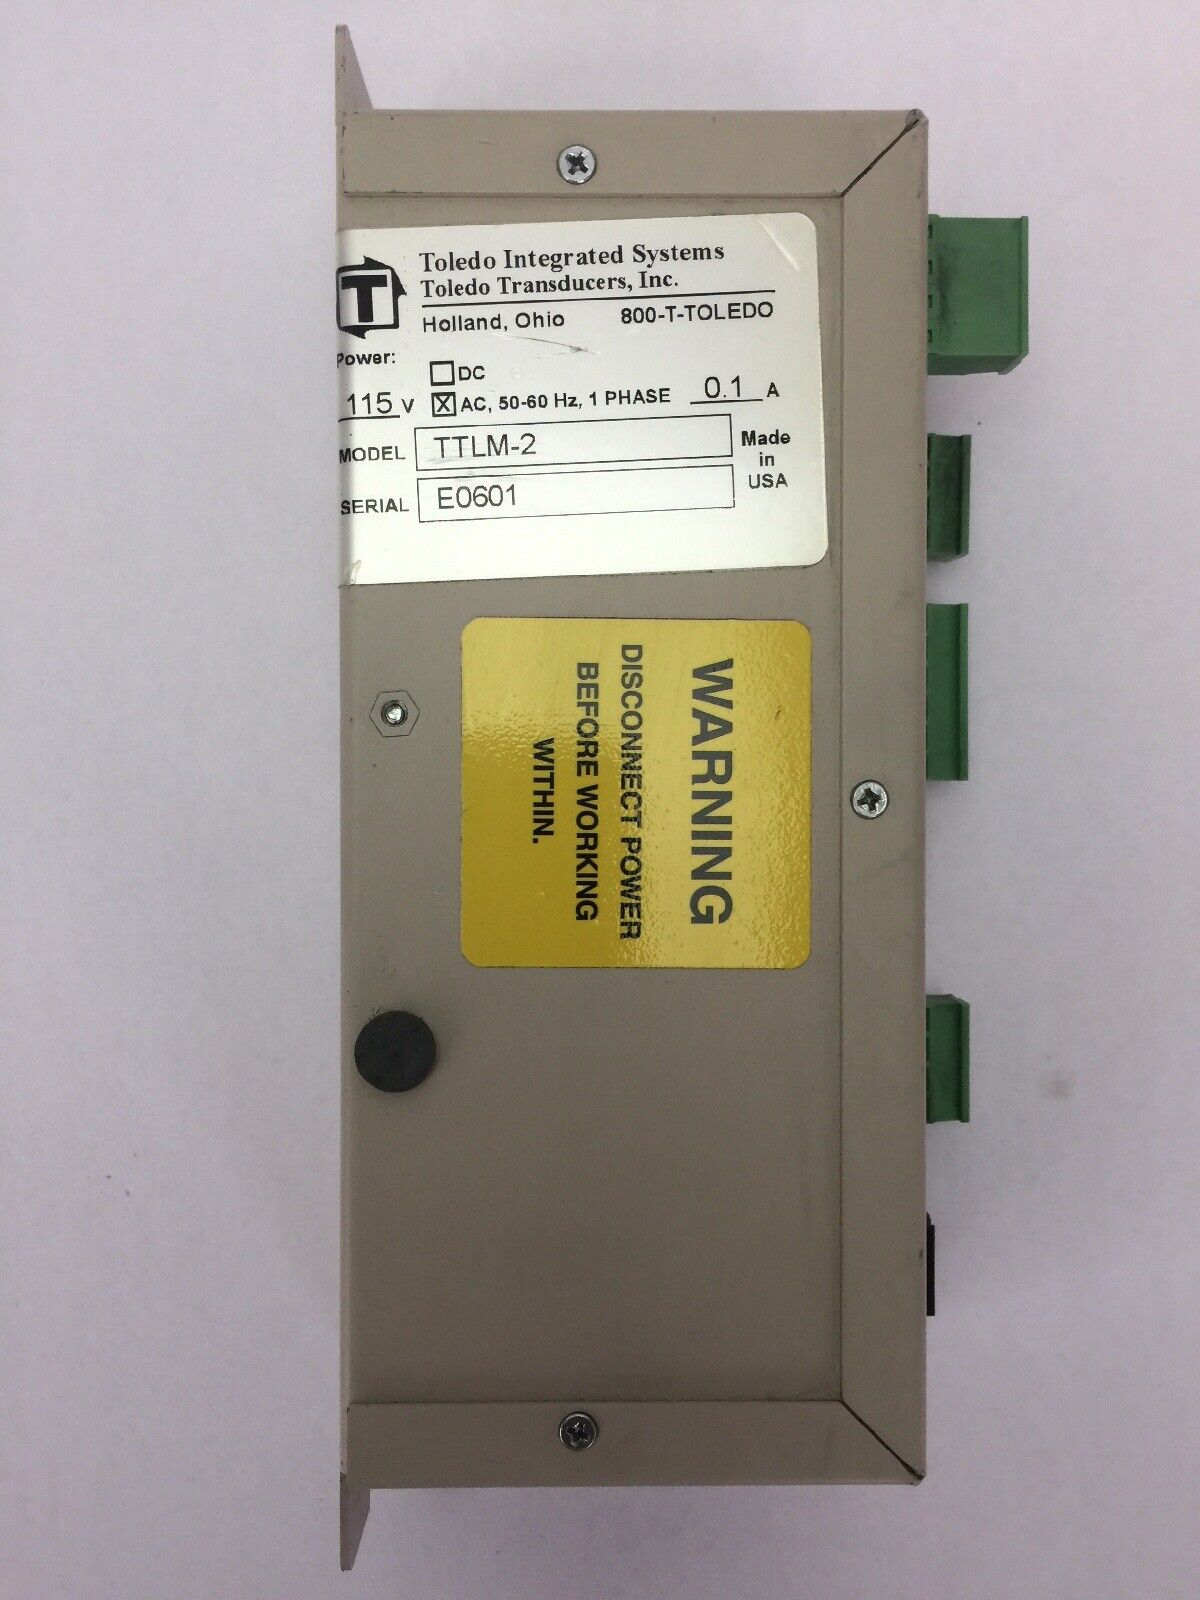 T
Toledo Integrated Systems
Toledo Transducers, Inc.
Holland, Ohio 800-T-TOLEDO
Power:
DC
115 V AC, 50-60 Hz, 1 PHASE 0.1 A
MODEL TTLM-2
SERIAL E0601
Made
in
USA
WARNING
DISCONNECT POWER
BEFORE WORKING
WITHIN.